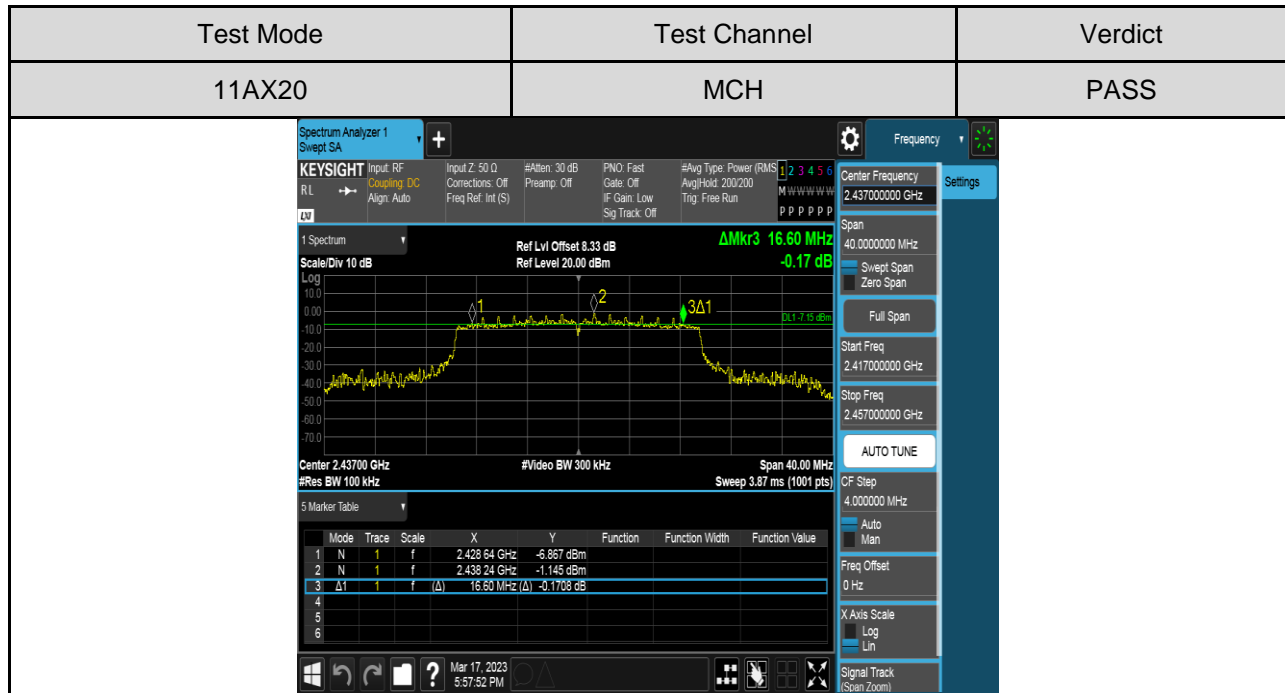 Test Mode Test Channel Verdict
11AX20 MCH PASS
Spectrum Analyzer 1
Swept SA
+
Frequency
KEYSIGHT Input: RF Input Z: 50 Ω #Atten: 30 dB PNO: Fast #Avg Type: Power (RMS 1 2 3 4 5 6
RL Coupling: DC Corrections: Off Preamp: Off Gate: Off Avg|Hold: 200/200 M W W W W W
Align: Auto Freq Ref: Int (S) IF Gain: Low Trig: Free Run
LXI Sig Track: Off P P P P P P
1 Spectrum
Ref Lvl Offset 8.33 dB ΔMkr3 16.60 MHz
Scale/Div 10 dB Ref Level 20.00 dBm -0.17 dB
Log
10.0
0.00
-10.0
-20.0
-30.0
-40.0
-50.0
-60.0
-70.0
1
2
3Δ1
DL1 -7.15 dBm
Center 2.43700 GHz #Video BW 300 kHz Span 40.00 MHz
#Res BW 100 kHz Sweep 3.87 ms (1001 pts)
5 Marker Table
Mode Trace Scale X Y Function Function Width Function Value
1 N 1 f 2.428 64 GHz -6.867 dBm
2 N 1 f 2.438 24 GHz -1.145 dBm
3 Δ1 1 f (Δ) 16.60 MHz (Δ) -0.1708 dB
4
5
6
Mar 17, 2023
5:57:52 PM
?
Center Frequency
2.437000000 GHz
Settings
Span
40.0000000 MHz
Swept Span
Zero Span
Full Span
Start Freq
2.417000000 GHz
Stop Freq
2.457000000 GHz
AUTO TUNE
CF Step
4.000000 MHz
Auto
Man
Freq Offset
0 Hz
X Axis Scale
Log
Lin
Signal Track
(Span Zoom)